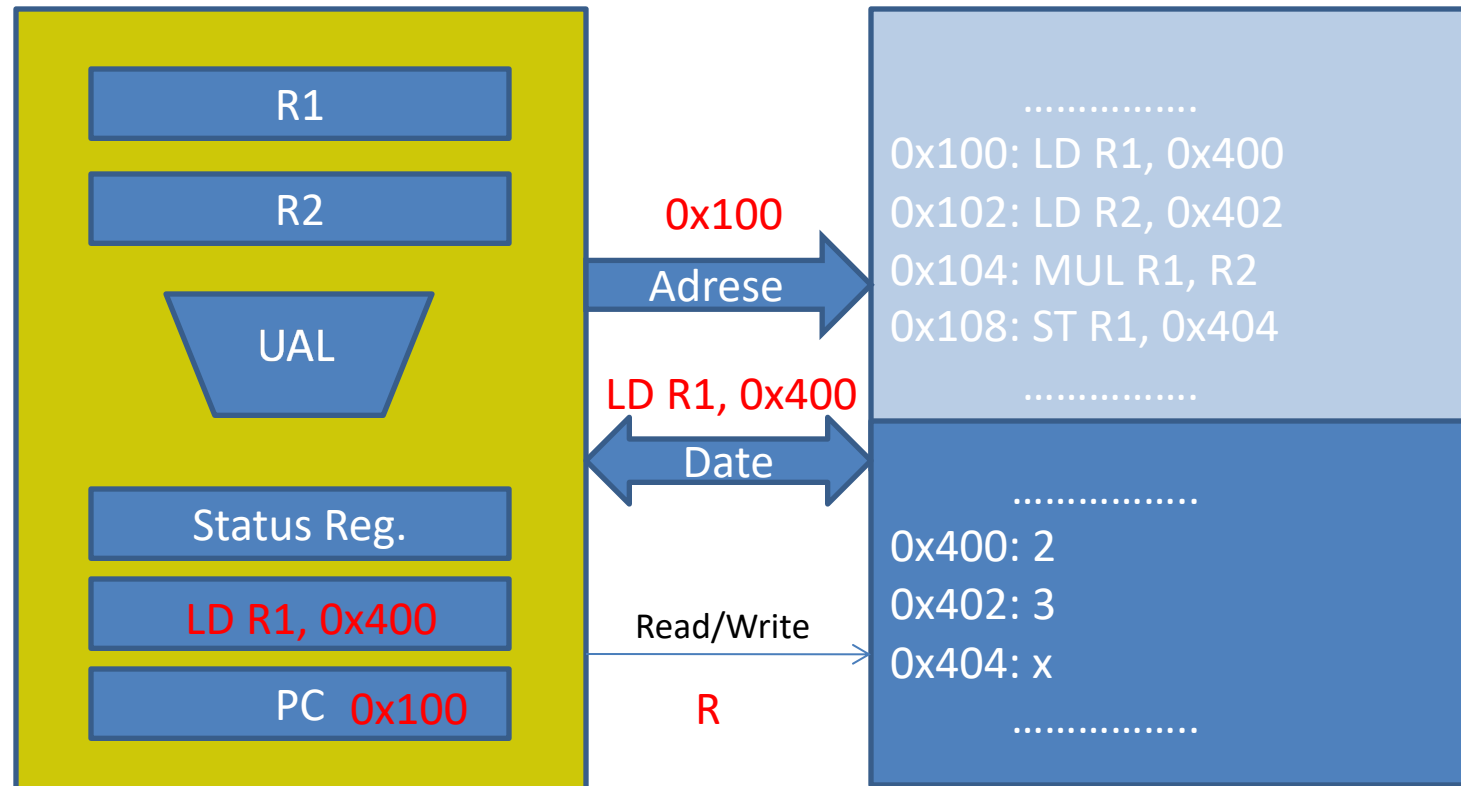 R1
R2
UAL
Status Reg.
LD R1, 0x400
PC 0x100
0x100
Adrese
LD R1, 0x400
Date
Read/Write
R
................
0x100: LD R1, 0x400
0x102: LD R2, 0x402
0x104: MUL R1, R2
0x108: ST R1, 0x404
................
.................
0x400: 2
0x402: 3
0x404: x
.................